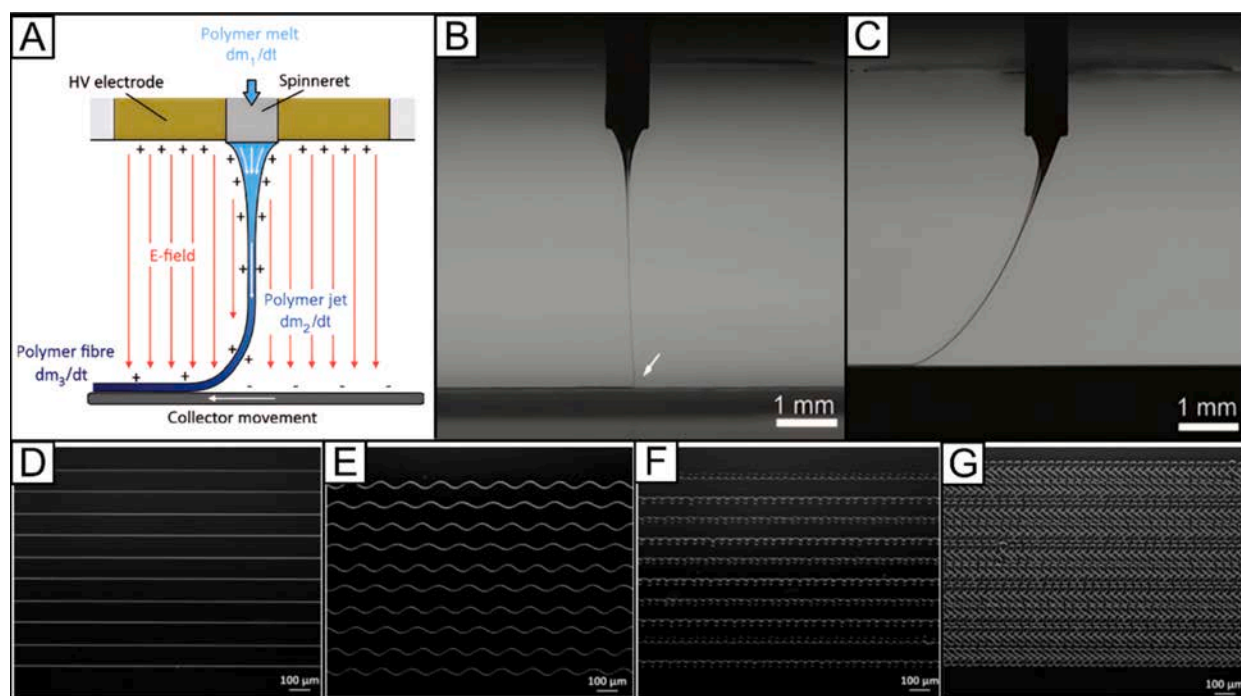 A
Polymer melt
dm1/dt
HV electrode
Spinneret
+ + + + +
+ + + +
E-field
Polymer jet
dm2/dt
Polymer fibre
dm3/dt
Collector movement
B
1 mm
C
1 mm
D
100 µm
E
100 µm
F
100 µm
G
100 µm